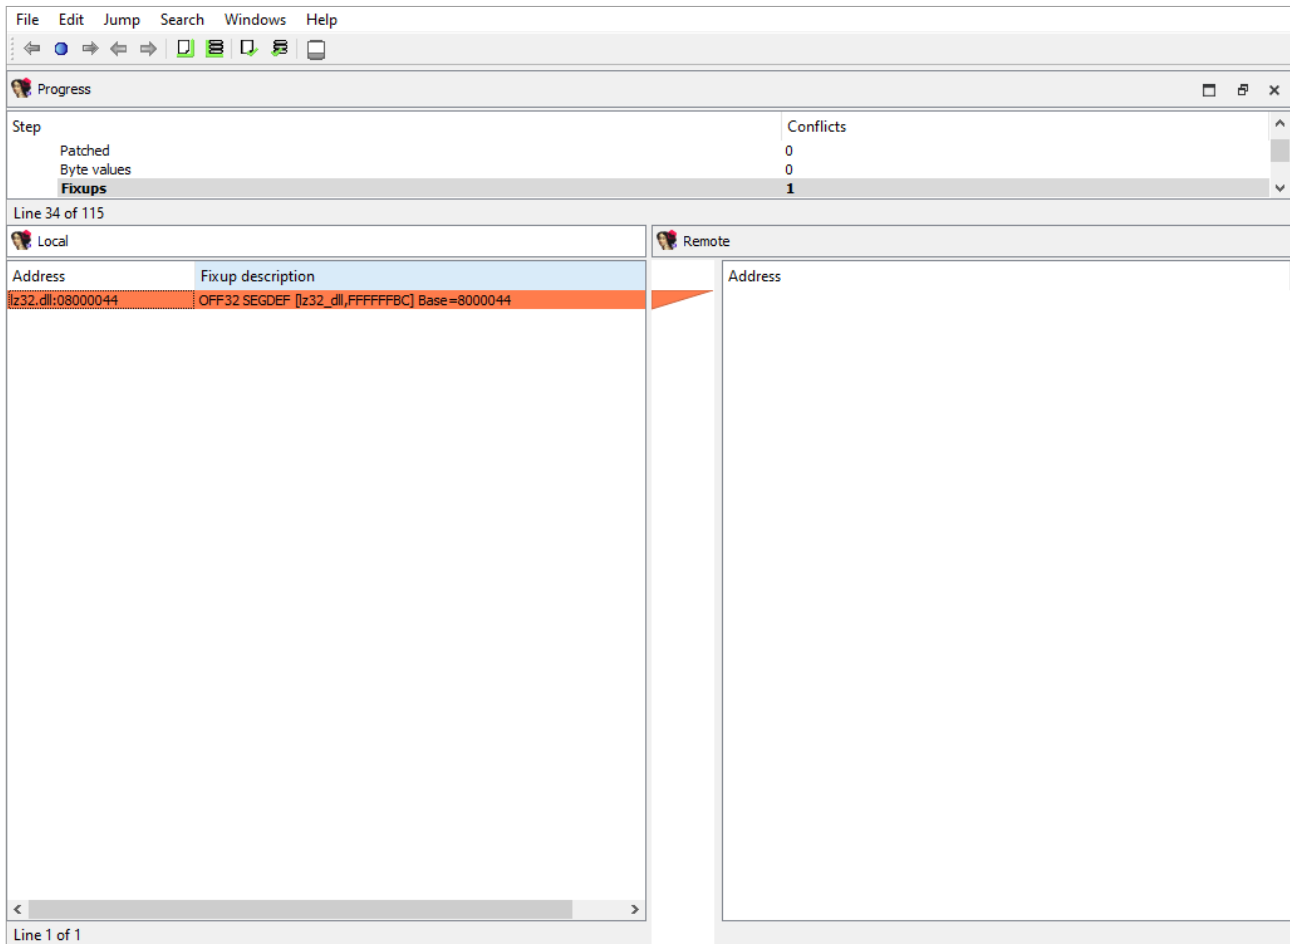 File Edit Jump Search Windows Help
Progress
Step Conflicts
Patched 0
Byte values 0
Fixups 1
Line 34 of 115
Local
Remote
Address Fixup description
Address
lz32.dll:08000044 OFF32 SEGDEF [lz32_dll,FFFFFFBC] Base=8000044
Line 1 of 1